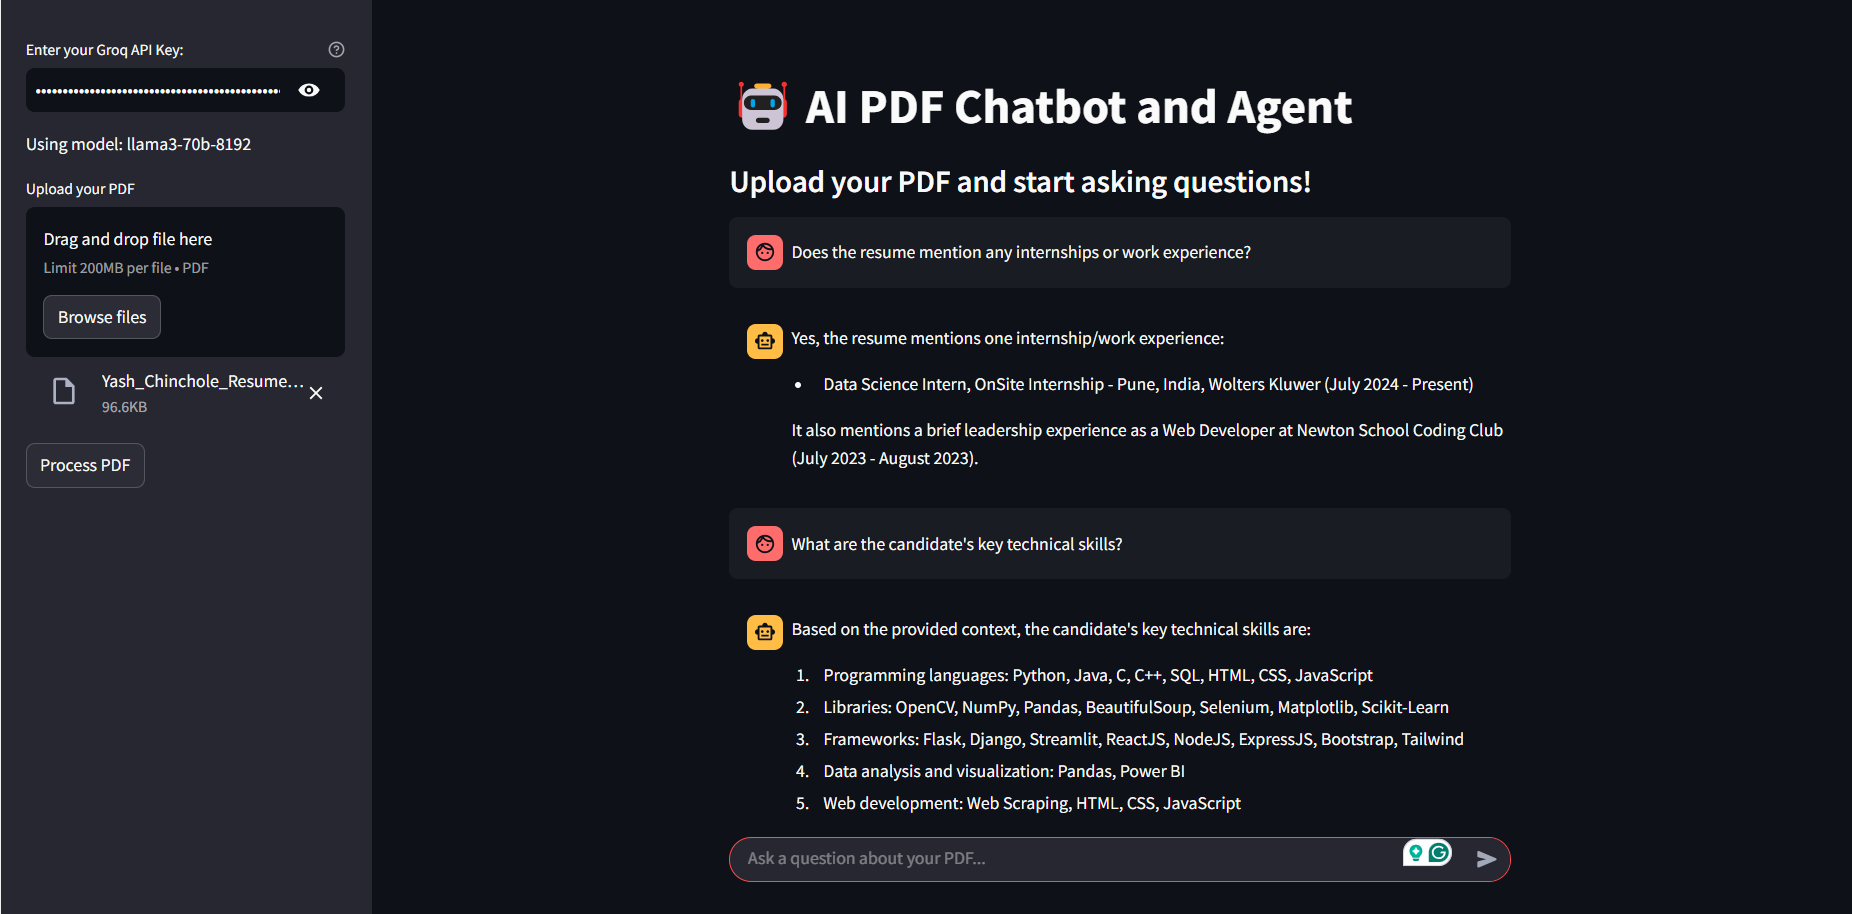 Enter your Groq API Key:
Using model: llama3-70b-8192
Upload your PDF
Drag and drop file here
Limit 200MB per file • PDF
Browse files
Yash_Chinchole_Resume...
96.6KB
Process PDF
AI PDF Chatbot and Agent
Upload your PDF and start asking questions!
Does the resume mention any internships or work experience?
Yes, the resume mentions one internship/work experience:
• Data Science Intern, OnSite Internship - Pune, India, Wolters Kluwer (July 2024 - Present)
It also mentions a brief leadership experience as a Web Developer at Newton School Coding Club
(July 2023 - August 2023).
What are the candidate's key technical skills?
Based on the provided context, the candidate's key technical skills are:
1. Programming languages: Python, Java, C, C++, SQL, HTML, CSS, JavaScript
2. Libraries: OpenCV, NumPy, Pandas, BeautifulSoup, Selenium, Matplotlib, Scikit-Learn
3. Frameworks: Flask, Django, Streamlit, ReactJS, NodeJS, ExpressJS, Bootstrap, Tailwind
4. Data analysis and visualization: Pandas, Power BI
5. Web development: Web Scraping, HTML, CSS, JavaScript
Ask a question about your PDF...